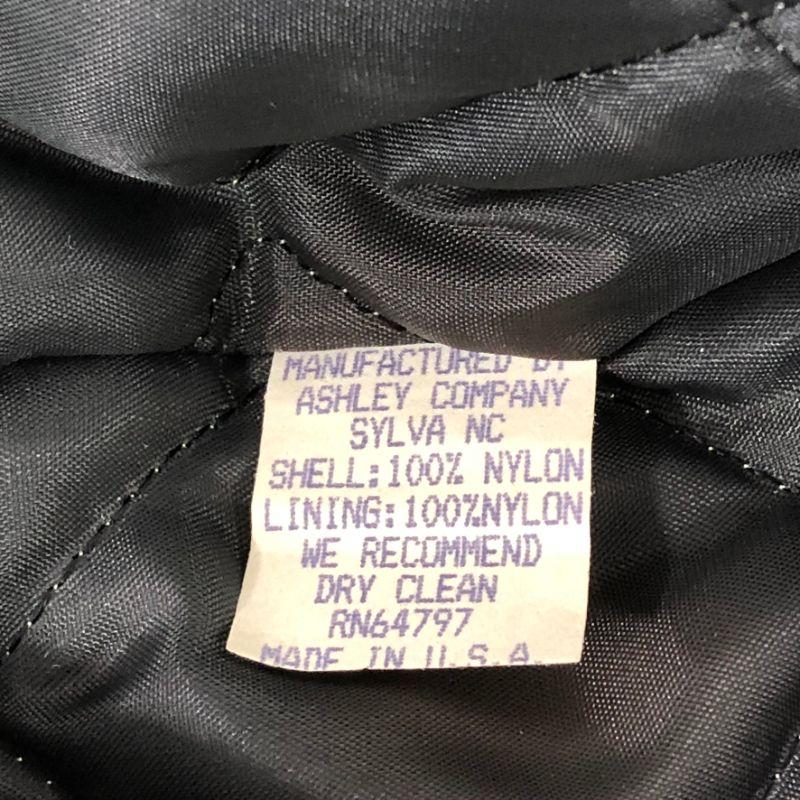 MANUFACTURED BY
ASHLEY COMPANY
SYLVA NC
SHELL:100% NYLON
LINING:100%NYLON
WE RECOMMEND
DRY CLEAN
RN64797
MADE IN U.S.A.